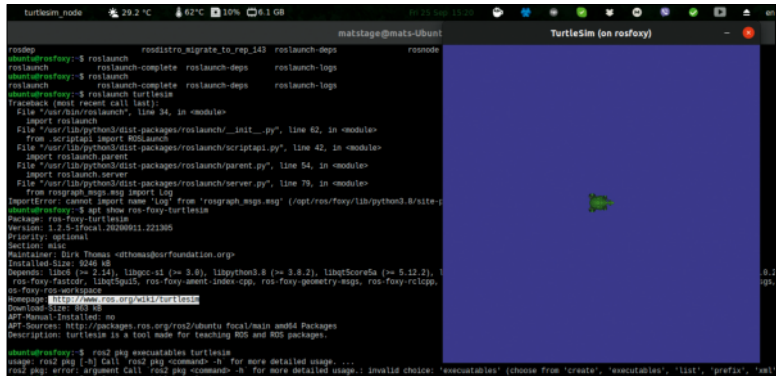 turtlesim_node 29.2 °C 62°C 10% 6.1 GB Fri 25 Sep 15:20 en
matstage@mats-Ubunt
TurtleSim (on rosfoxy)
rosdep rosdistro_migrate_to_rep_143 roslaunch-deps rosnode
ubuntu@rosfoxy:~$ roslaunch
roslaunch roslaunch-complete roslaunch-deps roslaunch-logs
ubuntu@rosfoxy:~$ roslaunch
roslaunch roslaunch-complete roslaunch-deps roslaunch-logs
ubuntu@rosfoxy:~$ roslaunch turtlesim
Traceback (most recent call last):
File "/usr/bin/roslaunch", line 34, in <module>
import roslaunch
File "/usr/lib/python3/dist-packages/roslaunch/__init__.py", line 62, in <module>
from .scriptapi import ROSLaunch
File "/usr/lib/python3/dist-packages/roslaunch/scriptapi.py", line 42, in <module>
import roslaunch.parent
File "/usr/lib/python3/dist-packages/roslaunch/parent.py", line 54, in <module>
import roslaunch.server
File "/usr/lib/python3/dist-packages/roslaunch/server.py", line 79, in <module>
from rosgraph_msgs.msg import Log
ImportError: cannot import name 'Log' from 'rosgraph_msgs.msg' (/opt/ros/foxy/lib/python3.8/site-p
ubuntu@rosfoxy:~$ apt show ros-foxy-turtlesim
Package: ros-foxy-turtlesim
Version: 1.2.5-1focal.20200911.221305
Priority: optional
Section: misc
Maintainer: Dirk Thomas <dthomas@osrfoundation.org>
Installed-Size: 9246 kB
Depends: libc6 (>= 2.14), libgcc-s1 (>= 3.0), libpython3.8 (>= 3.8.2), libqt5core5a (>= 5.12.2), l
ros-foxy-fastcdr, libqt5gui5, ros-foxy-ament-index-cpp, ros-foxy-geometry-msgs, ros-foxy-rclcpp,
os-foxy-ros-workspace
Homepage: http://www.ros.org/wiki/turtlesim
Download-Size: 863 kB
APT-Manual-Installed: no
APT-Sources: http://packages.ros.org/ros2/ubuntu focal/main amd64 Packages
Description: turtlesim is a tool made for teaching ROS and ROS packages.
ubuntu@rosfoxy:~$ ros2 pkg execuatables turtlesim
usage: ros2 pkg [-h] Call `ros2 pkg <command> -h` for more detailed usage. ...
ros2 pkg: error: argument Call `ros2 pkg <command> -h` for more detailed usage.: invalid choice: 'execuatables' (choose from 'create', 'executables', 'list', 'prefix', 'xml